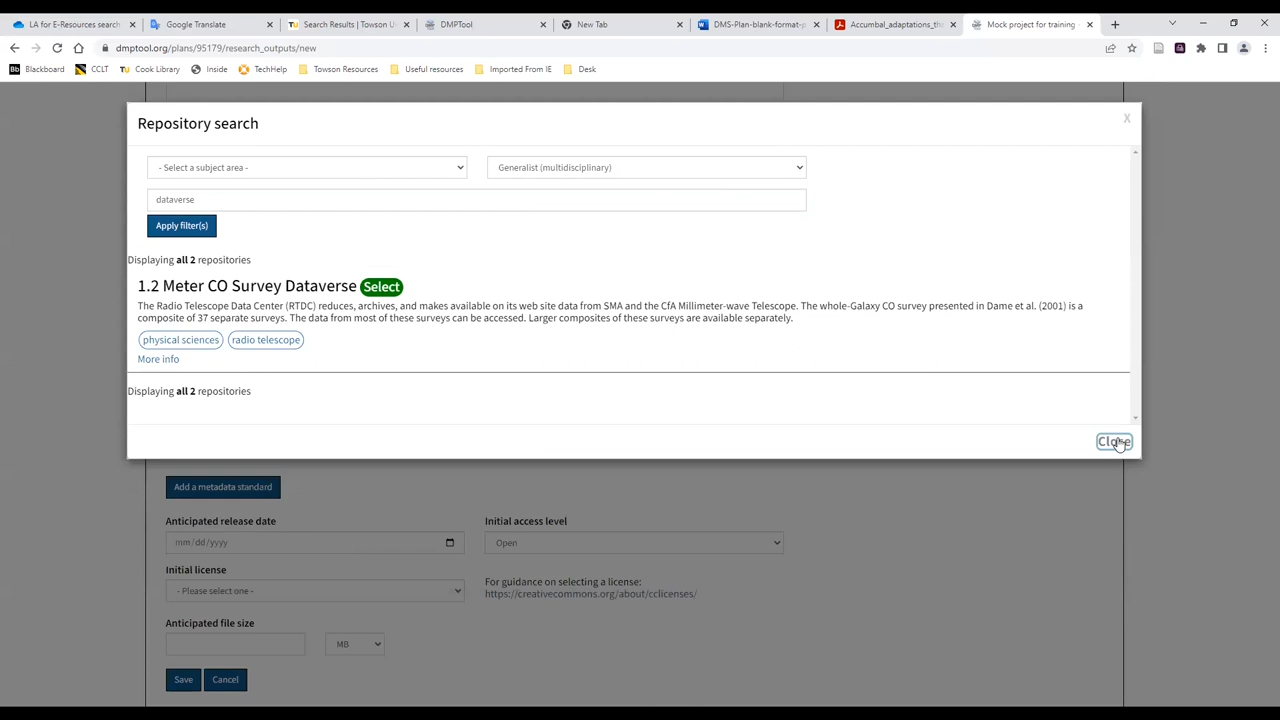 LA for E-Resources search
Google Translate
Search Results | Towson U
DMPTool
New Tab
DMS-Plan-blank-format-p
Accumbal_adaptations_th
Mock project for training -
dmptool.org/plans/95179/research_outputs/new
Blackboard
CCLT
Cook Library
Inside
TechHelp
Towson Resources
Useful resources
Imported From IE
Desk
Repository search
X
- Select a subject area -
Generalist (multidisciplinary)
dataverse
Apply filter(s)
Displaying all 2 repositories
1.2 Meter CO Survey Dataverse Select
The Radio Telescope Data Center (RTDC) reduces, archives, and makes available on its web site data from SMA and the CfA Millimeter-wave Telescope. The whole-Galaxy CO survey presented in Dame et al. (2001) is a
composite of 37 separate surveys. The data from most of these surveys can be accessed. Larger composites of these surveys are available separately.
physical sciences radio telescope
More info
Displaying all 2 repositories
Close
Add a metadata standard
Anticipated release date
Initial access level
mm/dd/yyyy
Open
Initial license
- Please select one -
For guidance on selecting a license:
https://creativecommons.org/about/cclicenses/
Anticipated file size
MB
Save
Cancel